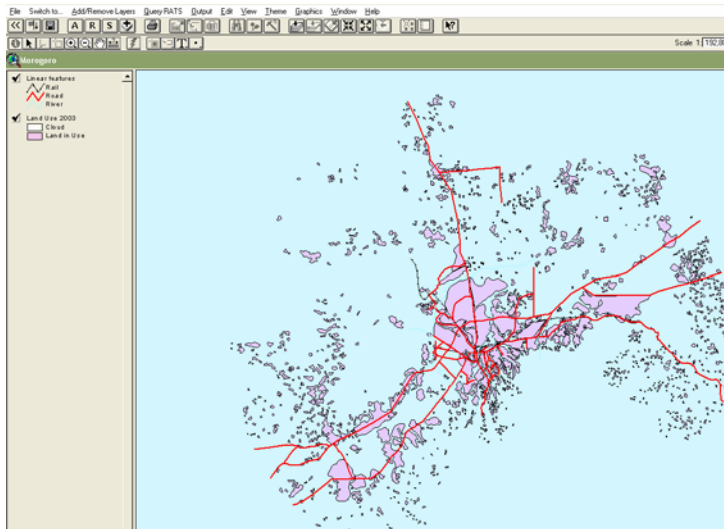 File Switch to... Add/Remove Layers Query RATS Output Edit View Theme Graphics Window Help
A R S
T
Scale 1:
Morogoro
Linear features
Rail
Road
River
Land Use 2003
Cloud
Land in Use